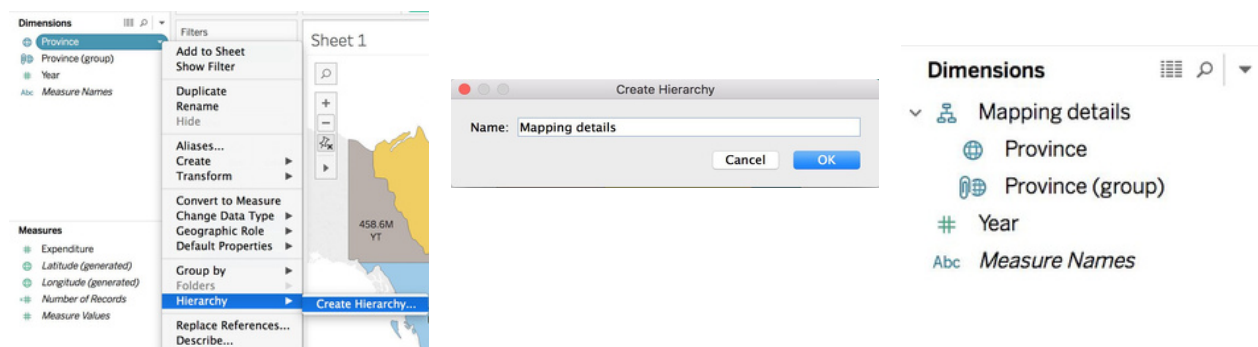 Dimensions
Province
Province (group)
Year
Abc Measure Names
Measures
Expenditure
Latitude (generated)
Longitude (generated)
Number of Records
Measure Values
Filters
Add to Sheet
Show Filter
Duplicate
Rename
Hide
Aliases...
Create
Transform
Convert to Measure
Change Data Type
Geographic Role
Default Properties
Group by
Folders
Hierarchy
Create Hierarchy...
Replace References...
Describe...
Sheet 1
458.6M
YT
Create Hierarchy
Name: Mapping details
Cancel OK
Dimensions
Mapping details
Province
Province (group)
# Year
Abc Measure Names